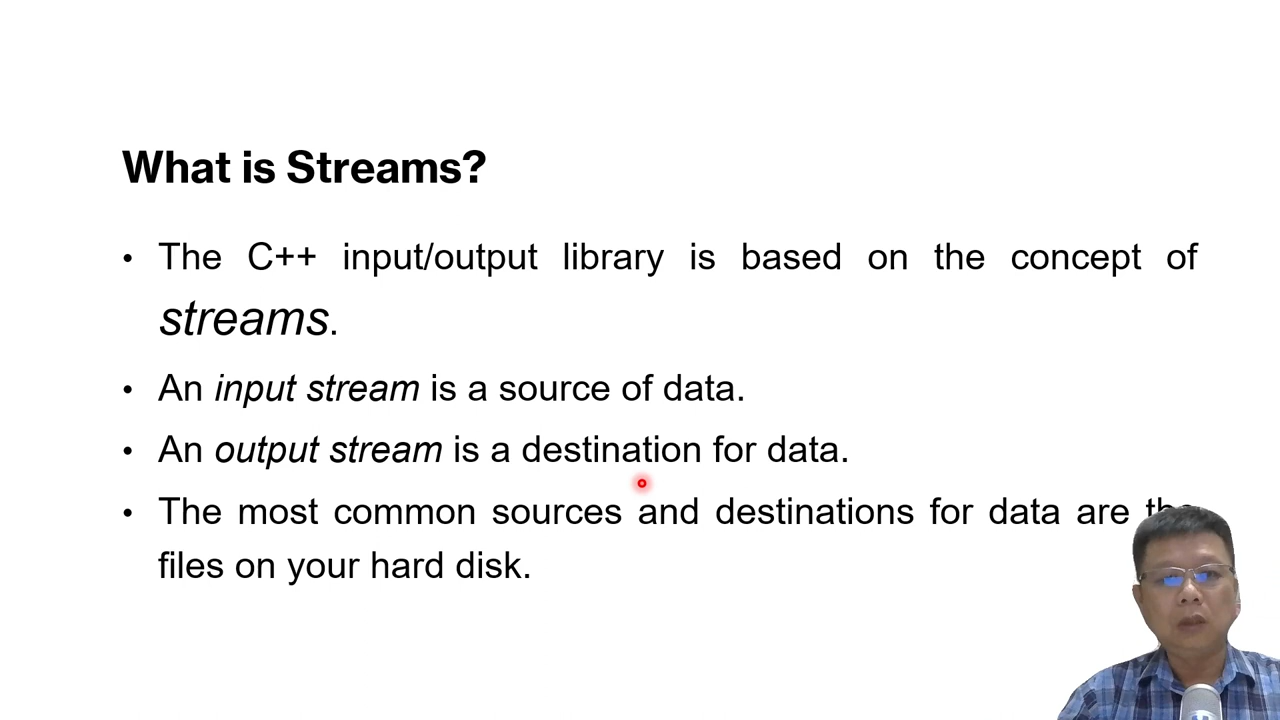 What is Streams?
• The C++ input/output library is based on the concept of
streams.
• An input stream is a source of data.
• An output stream is a destination for data.
• The most common sources and destinations for data are the
files on your hard disk.